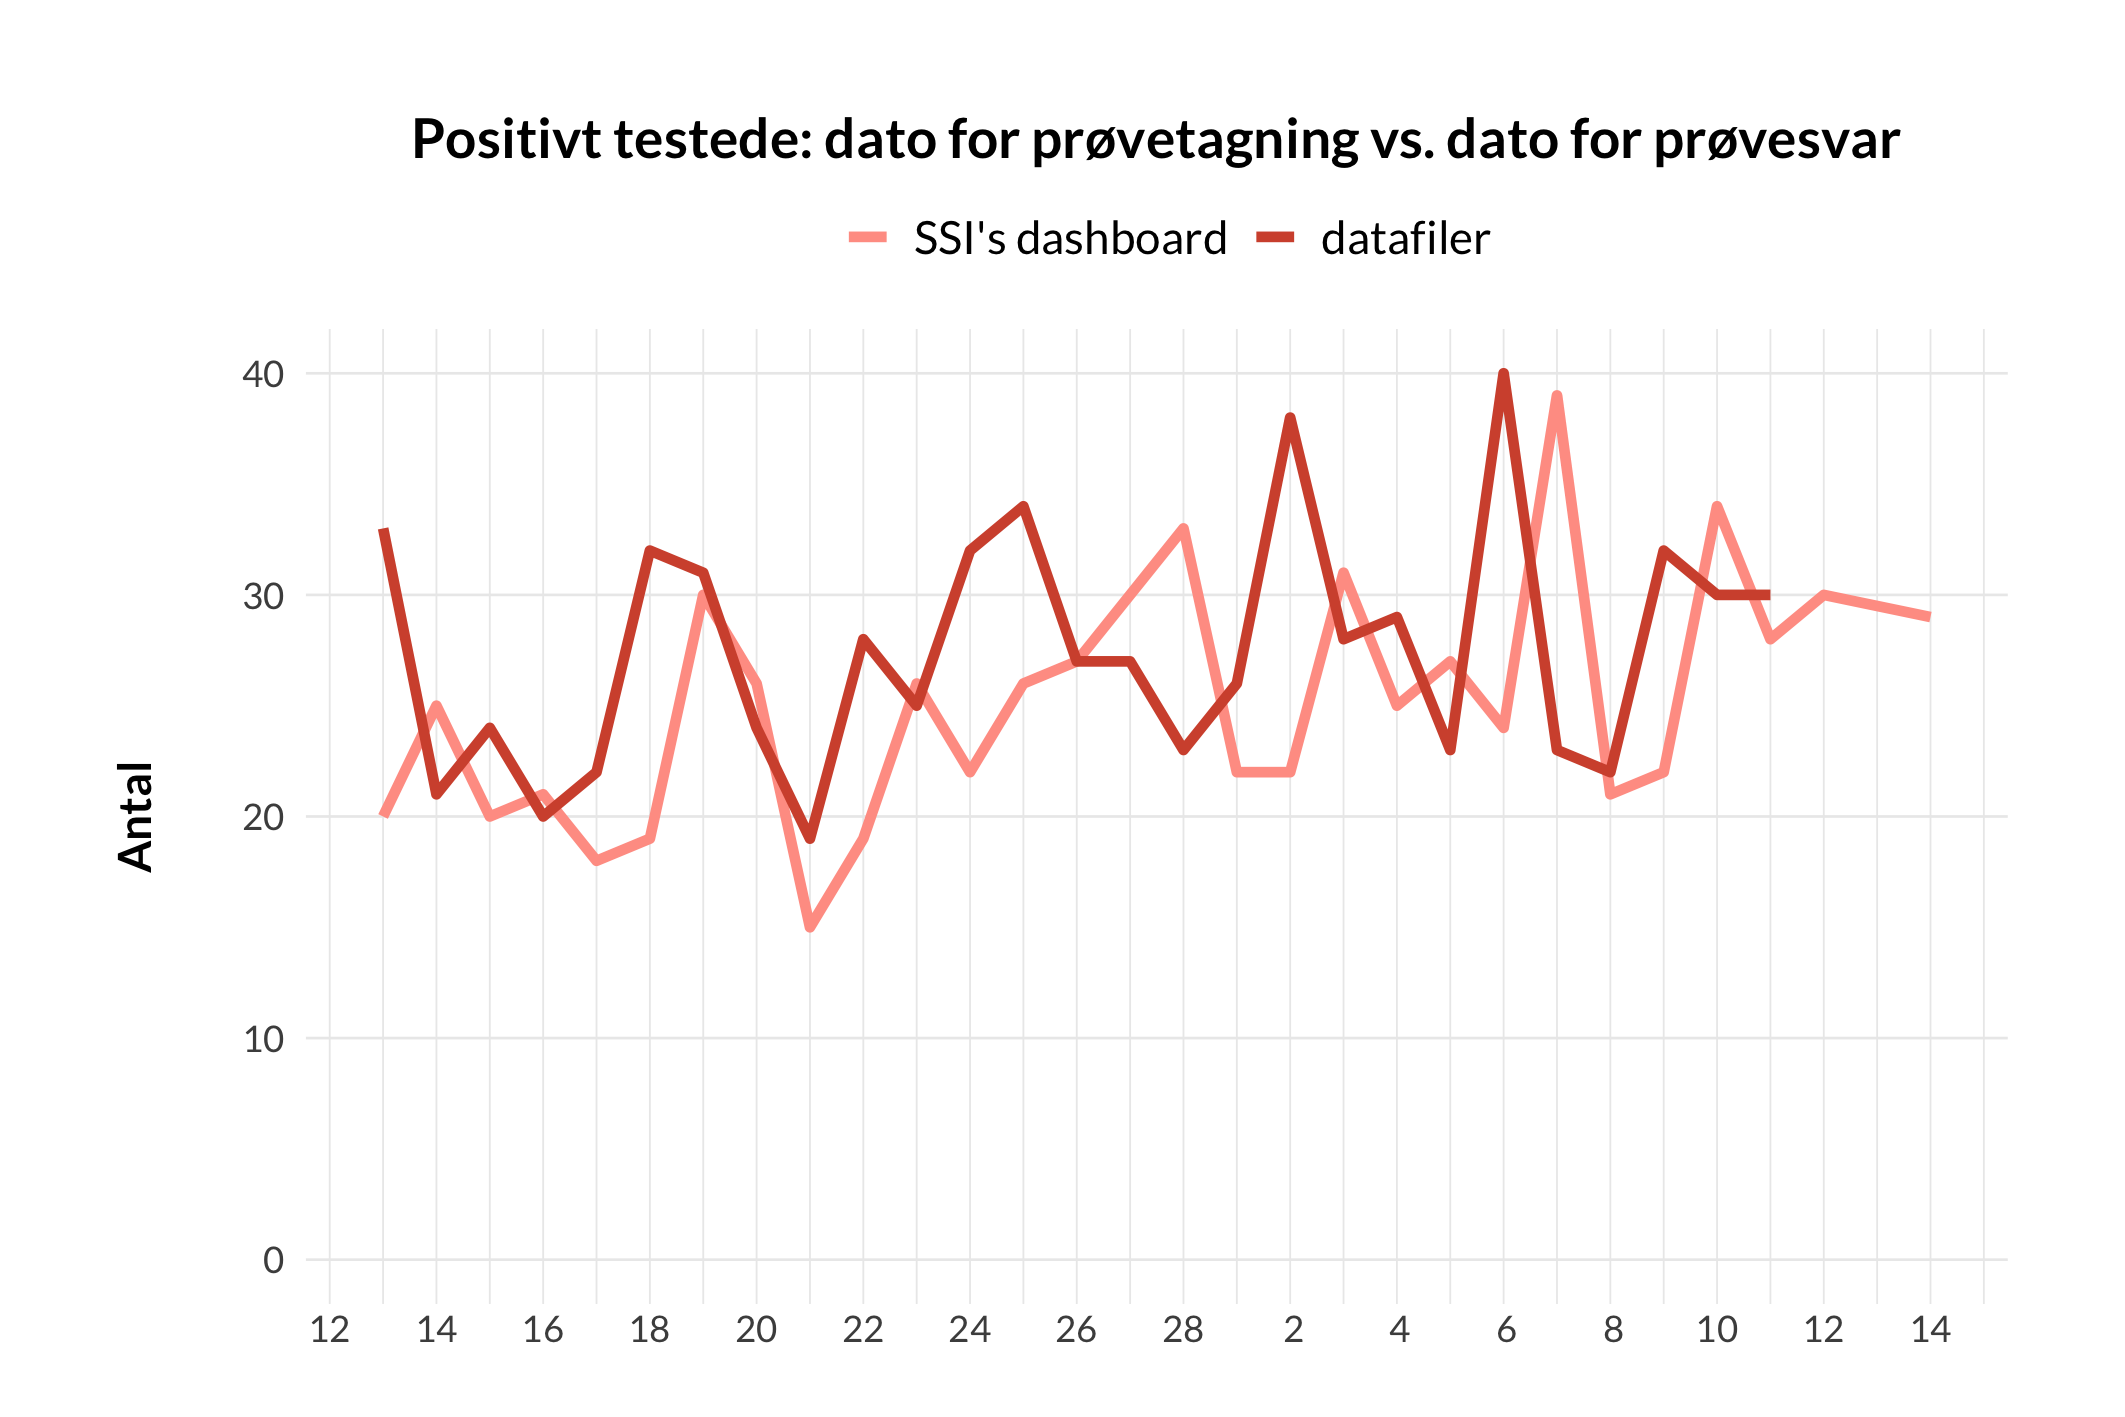 Positivt testede: dato for prøvetagning vs. dato for prøvesvar
SSI's dashboard datafiler
Antal
40
30
20
10
0
12 14 16 18 20 22 24 26 28 2 4 6 8 10 12 14